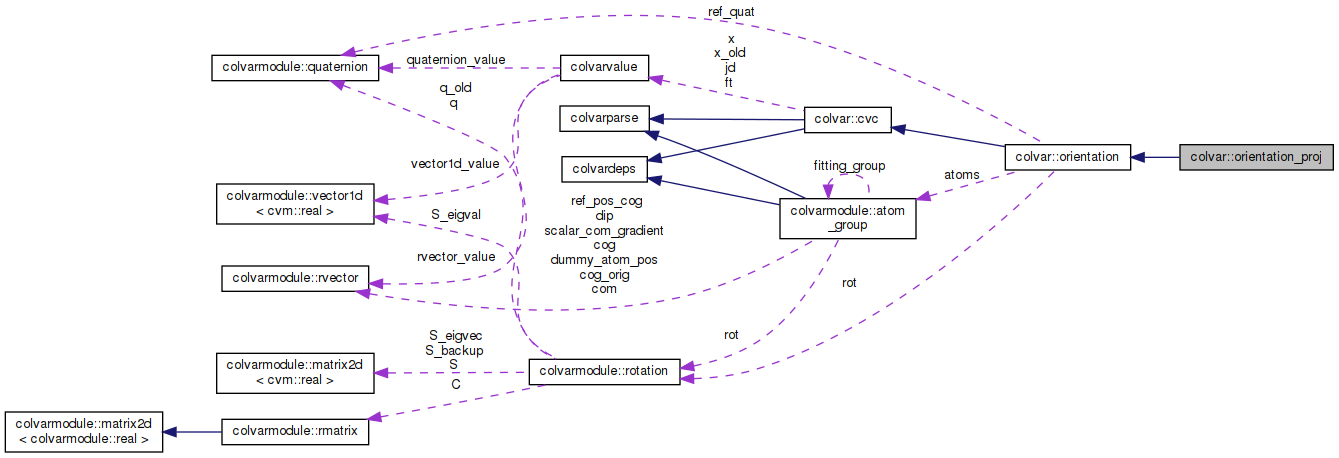 ref_quat
x
x_old
jd
ft
colvarmodule::quaternion
quaternion_value
colvarvalue
q_old
q
colvarparse
colvar::cvc
colvar::orientation
colvar::orientation_proj
vector1d_value
colvardeps
fitting_group
atoms
colvarmodule::vector1d
< cvm::real >
S_eigval
ref_pos_cog
dip
scalar_com_gradient
cog
dummy_atom_pos
cog_orig
com
colvarmodule::atom
_group
rvector_value
colvarmodule::rvector
rot
rot
S_eigvec
S_backup
S
C
colvarmodule::matrix2d
< cvm::real >
colvarmodule::rotation
colvarmodule::matrix2d
< colvarmodule::real >
colvarmodule::rmatrix